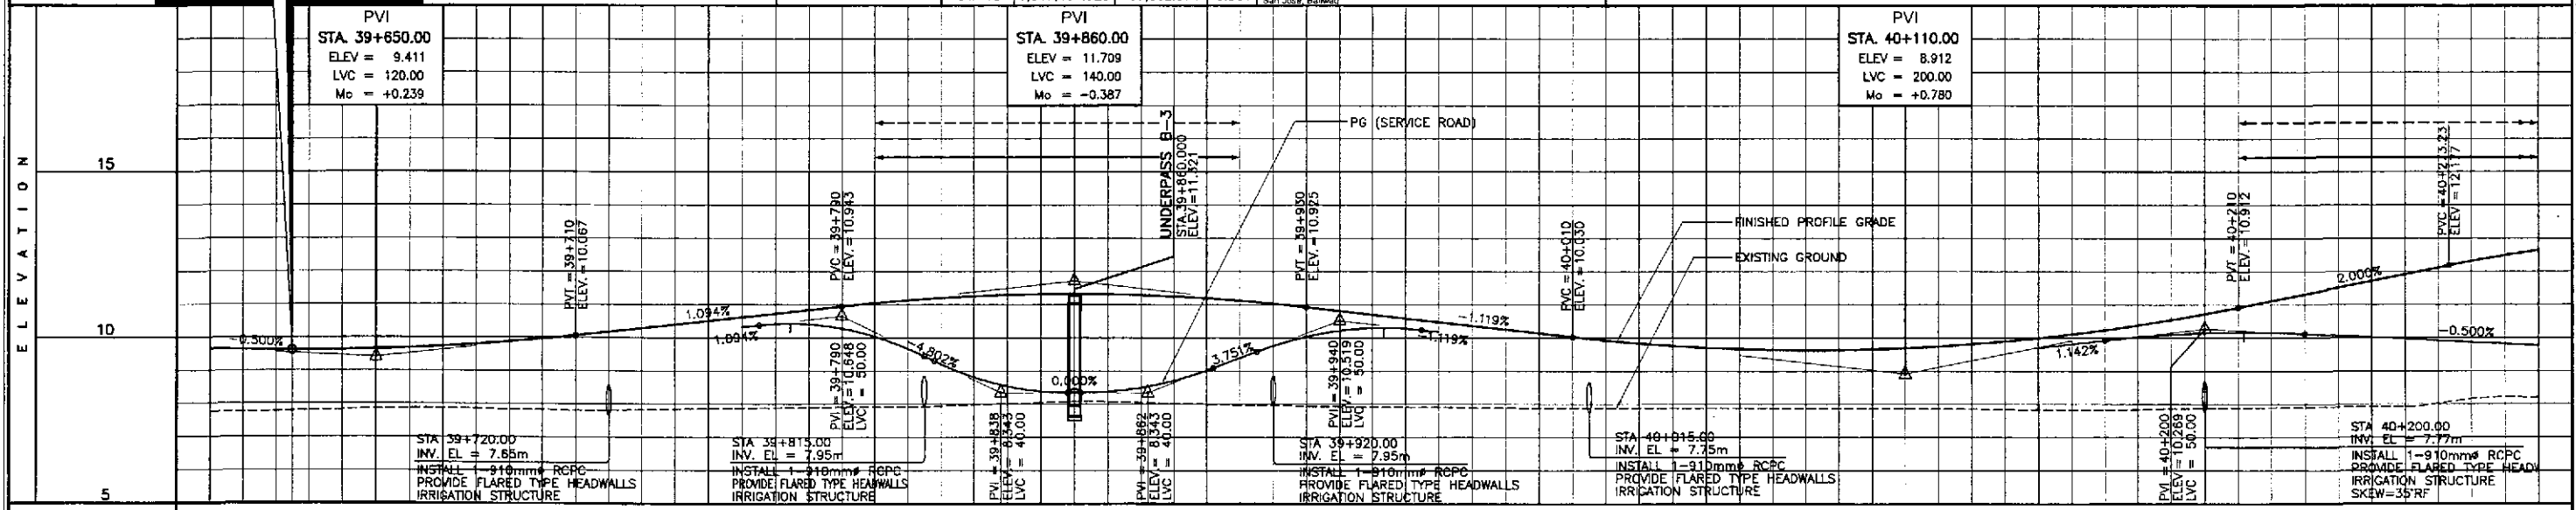 PVI
STA. 39+650.00
ELEV = 9.411
LVC = 120.00
Mo = +0.239
PVI
STA. 39+860.00
ELEV = 11.709
LVC = 140.00
Mo = -0.387
PVI
STA. 40+110.00
ELEV = 8.912
LVC = 200.00
Mo = +0.780
ELEVATION
15
10
5
PG (SERVICE ROAD)
UNDERPASS B-3
STA.39+860.000
ELEV.=11.321
FINISHED PROFILE GRADE
EXISTING GROUND
PVT = 39+710
ELEV. = 10.067
PVC = 39+790
ELEV. = 10.943
PVT = 39+930
ELEV. = 10.925
PVC = 40+010
ELEV. = 10.030
PVT = 40+210
ELEV. = 10.912
PVC = 40+273.23
ELEV = 12.177
-0.500%
1.094%
1.094%
-4.802%
0.000%
3.751%
-1.119%
-1.119%
1.142%
2.000%
-0.500%
PVI = 39+790
ELEV. = 10.648
LVC = 50.00
PVI = 39+838
ELEV. = 8.343
LVC = 40.00
PVI = 39+862
ELEV. = 8.343
LVC = 40.00
PVI = 39+940
ELEV. = 10.519
LVC = 50.00
PVI = 40+200
ELEV = 10.269
LVC = 50.00
STA 39+720.00
INV. EL = 7.65m
INSTALL 1-910mmø RCPC
PROVIDE FLARED TYPE HEADWALLS
IRRIGATION STRUCTURE
STA 39+815.00
INV. EL = 7.95m
INSTALL 1-910mmø RCPC
PROVIDE FLARED TYPE HEADWALLS
IRRIGATION STRUCTURE
STA 39+920.00
INV. EL = 7.95m
INSTALL 1-910mmø RCPC
PROVIDE FLARED TYPE HEADWALLS
IRRIGATION STRUCTURE
STA 40+015.00
INV. EL = 7.75m
INSTALL 1-910mmø RCPC
PROVIDE FLARED TYPE HEADWALLS
IRRIGATION STRUCTURE
STA 40+200.00
INV. EL = 7.77m
INSTALL 1-910mmø RCPC
PROVIDE FLARED TYPE HEADW
IRRIGATION STRUCTURE
SKEW=35°RF